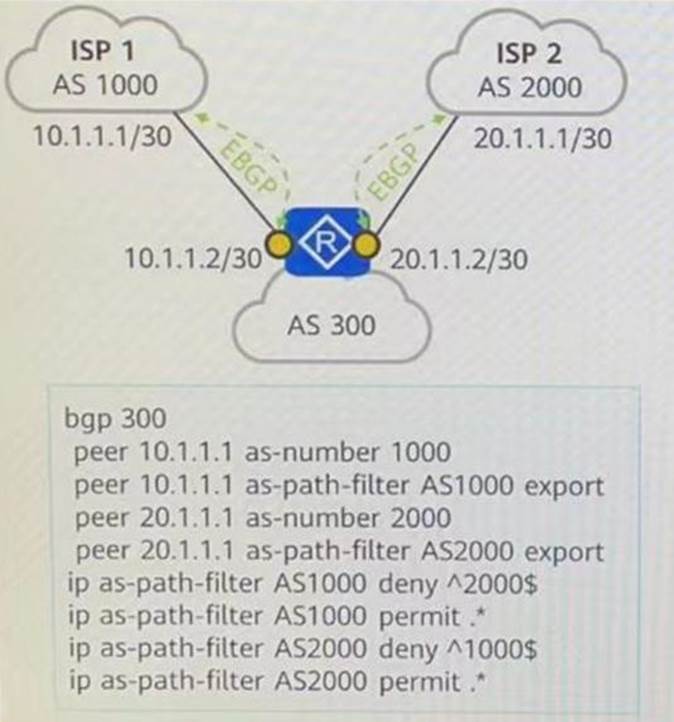 ISP 1
AS 1000
ISP 2
AS 2000
10.1.1.1/30
20.1.1.1/30
EBGP
EBGP
R
10.1.1.2/30
20.1.1.2/30
AS 300
bgp 300
peer 10.1.1.1 as-number 1000
peer 10.1.1.1 as-path-filter AS1000 export
peer 20.1.1.1 as-number 2000
peer 20.1.1.1 as-path-filter AS2000 export
ip as-path-filter AS1000 deny ^2000$
ip as-path-filter AS1000 permit .*
ip as-path-filter AS2000 deny ^1000$
ip as-path-filter AS2000 permit .*